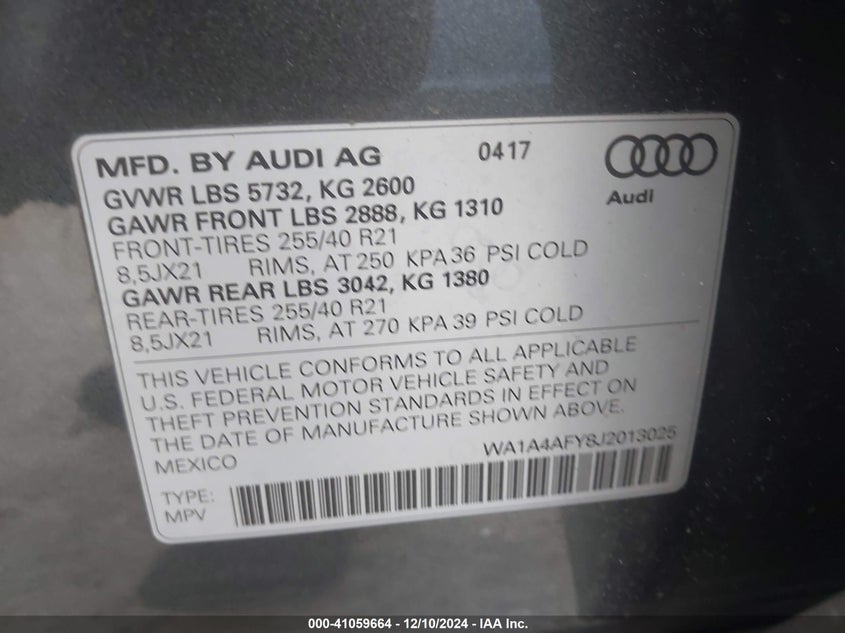 MFD. BY AUDI AG 0417
GVWR LBS 5732, KG 2600
GAWR FRONT LBS 2888, KG 1310
FRONT-TIRES 255/40 R21
8,5JX21 RIMS, AT 250 KPA 36 PSI COLD
GAWR REAR LBS 3042, KG 1380
REAR-TIRES 255/40 R21
8,5JX21 RIMS, AT 270 KPA 39 PSI COLD
Audi
THIS VEHICLE CONFORMS TO ALL APPLICABLE
U.S. FEDERAL MOTOR VEHICLE SAFETY AND
THEFT PREVENTION STANDARDS IN EFFECT ON
THE DATE OF MANUFACTURE SHOWN ABOVE.
MEXICO WA1A4AFY8J2013025
TYPE:
MPV
000-41059664 - 12/10/2024 - IAA Inc.